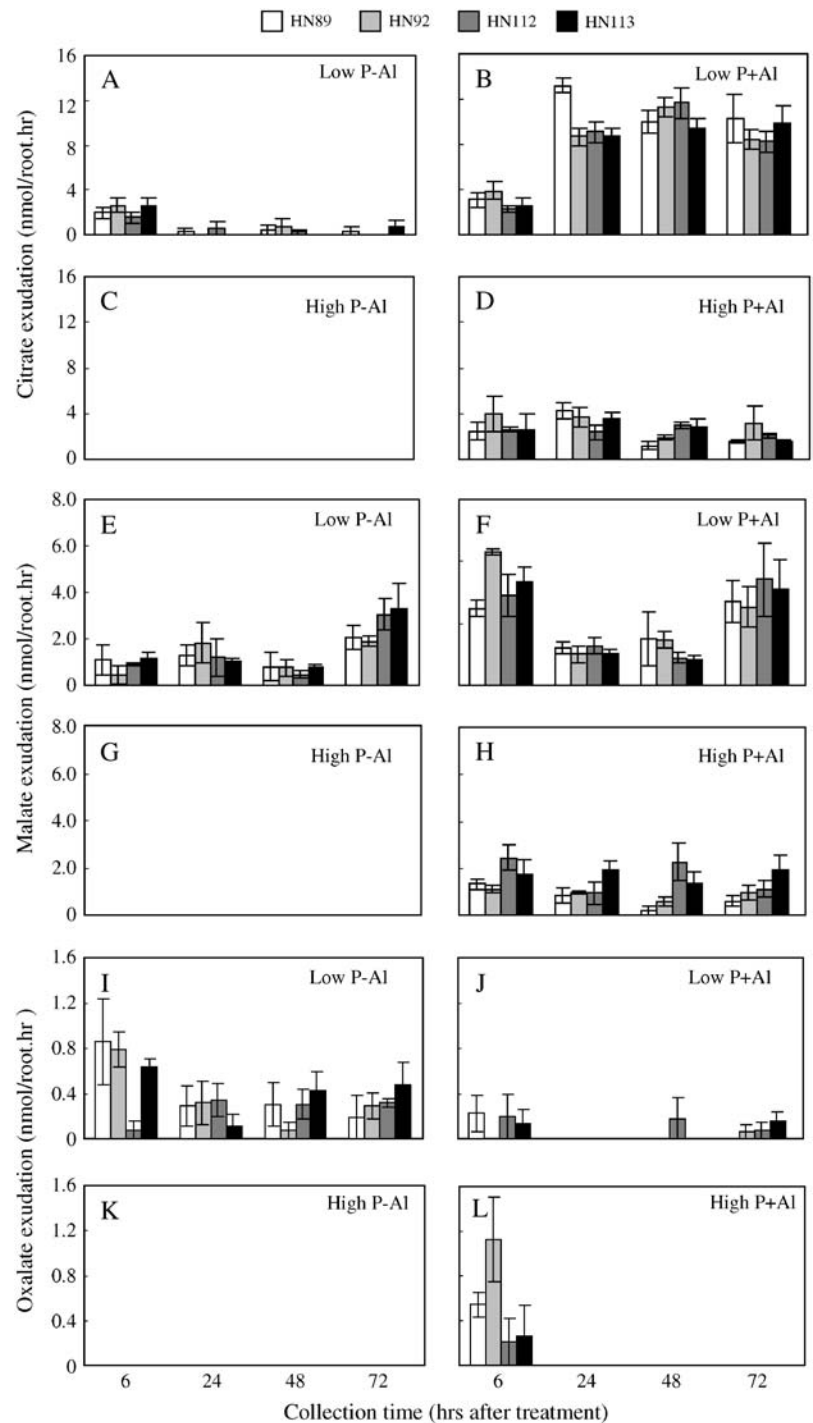 HN89 HN92 HN112 HN113
16
12
8
4
0
A
Low P-Al
B
Low P+Al
16
12
8
4
0
C
High P-Al
D
High P+Al
Citrate exudation (nmol/root.hr)
8.0
6.0
4.0
2.0
0
E
Low P-Al
F
Low P+Al
8.0
6.0
4.0
2.0
0
G
High P-Al
H
High P+Al
Malate exudation (nmol/root.hr)
1.6
1.2
0.8
0.4
0
I
Low P-Al
J
Low P+Al
1.6
1.2
0.8
0.4
0
K
High P-Al
L
High P+Al
Oxalate exudation (nmol/root.hr )
6 24 48 72 6 24 48 72
Collection time (hrs after treatment)